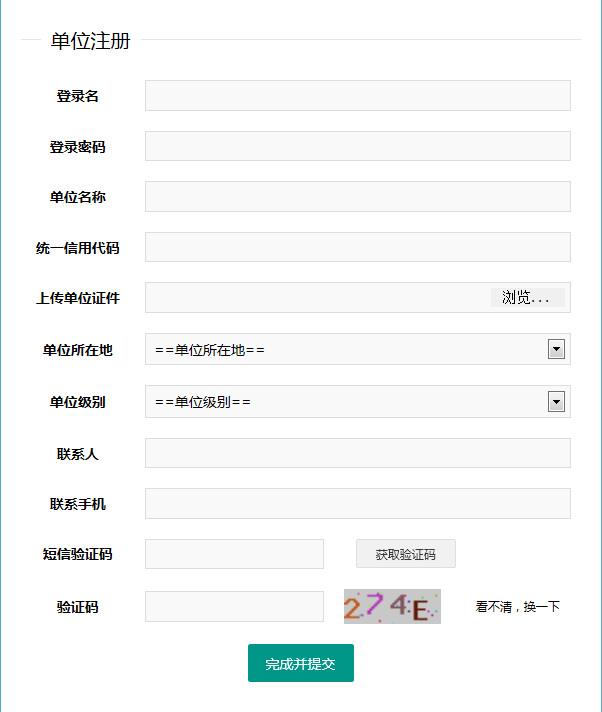 单位注册
登录名
登录密码
单位名称
统一信用代码
上传单位证件 浏览...
单位所在地 ==单位所在地==
单位级别 ==单位级别==
联系人
联系手机
短信验证码 获取验证码
验证码 274E 看不清，换一下
完成并提交